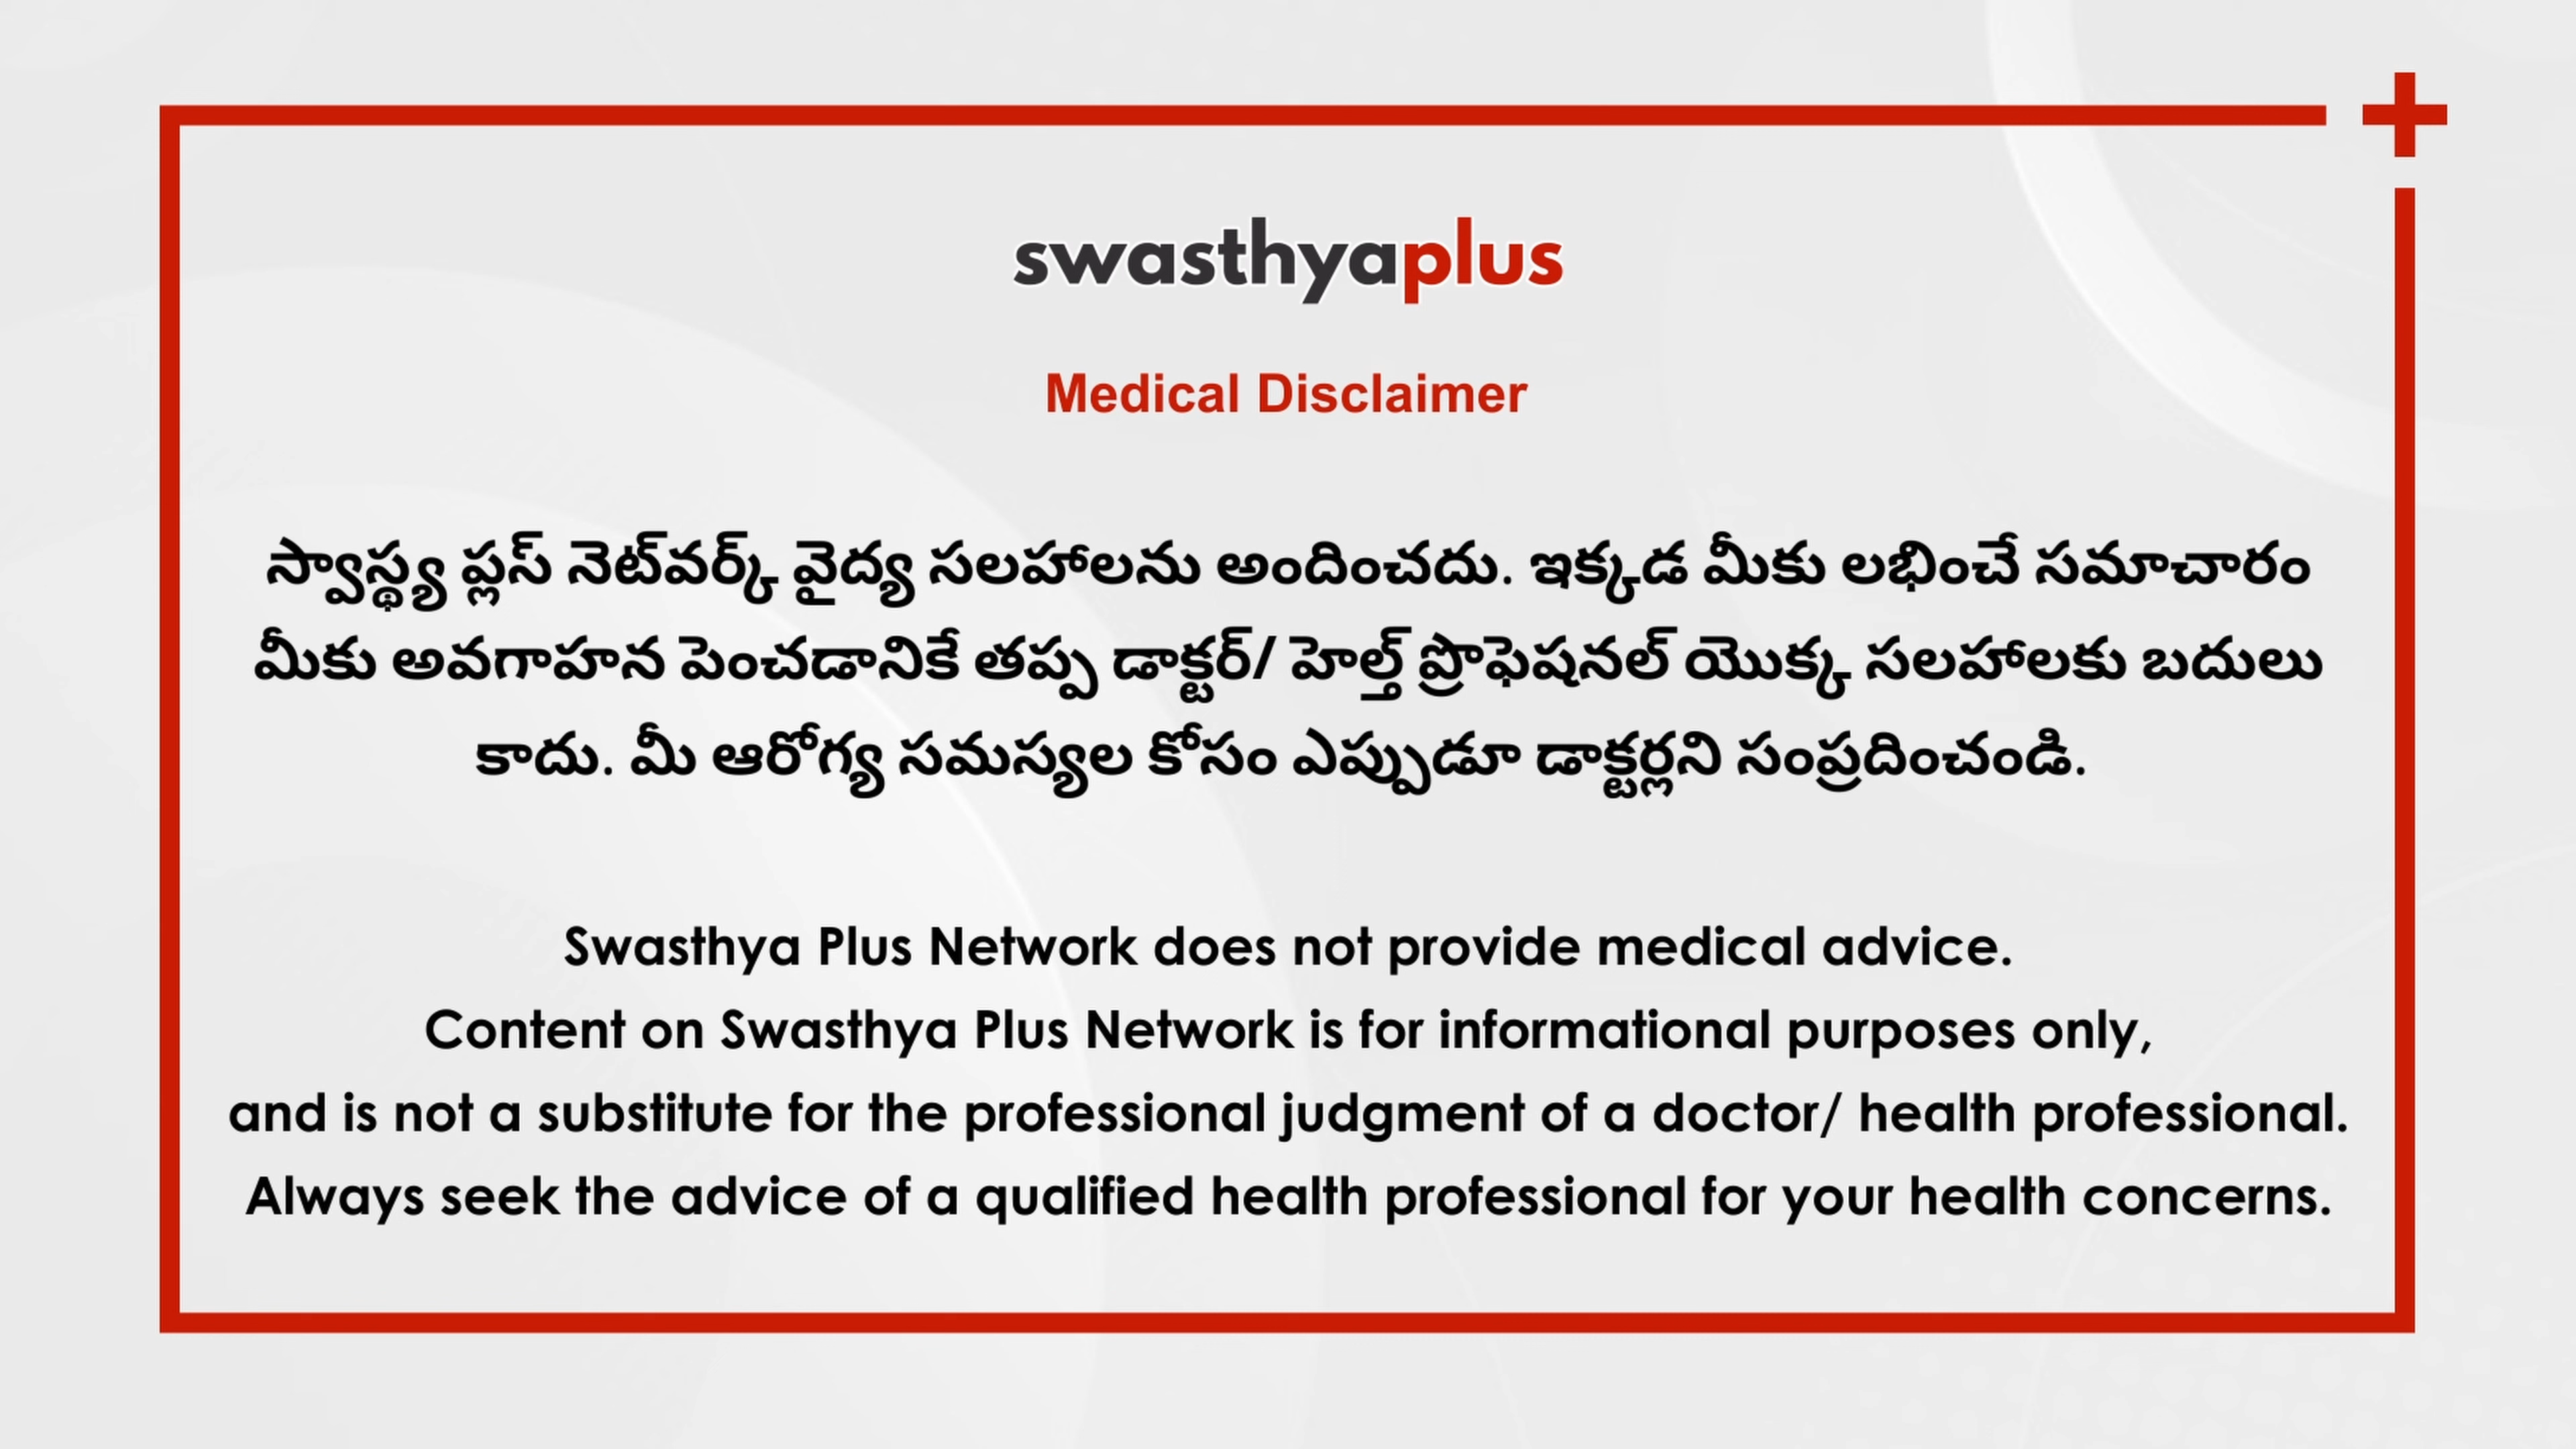 swasthyaplus
Medical Disclaimer
స్వాస్థ్య ప్లస్ నెట్‌వర్క్ వైద్య సలహాలను అందించదు. ఇక్కడ మీకు లభించే సమాచారం
మీకు అవగాహన పెంచడానికే తప్ప డాక్టర్/ హెల్త్ ప్రొఫెషనల్ యొక్క సలహాలకు బదులు
కాదు. మీ ఆరోగ్య సమస్యల కోసం ఎప్పుడూ డాక్టర్లని సంప్రదించండి.
Swasthya Plus Network does not provide medical advice.
Content on Swasthya Plus Network is for informational purposes only,
and is not a substitute for the professional judgment of a doctor/ health professional.
Always seek the advice of a qualified health professional for your health concerns.